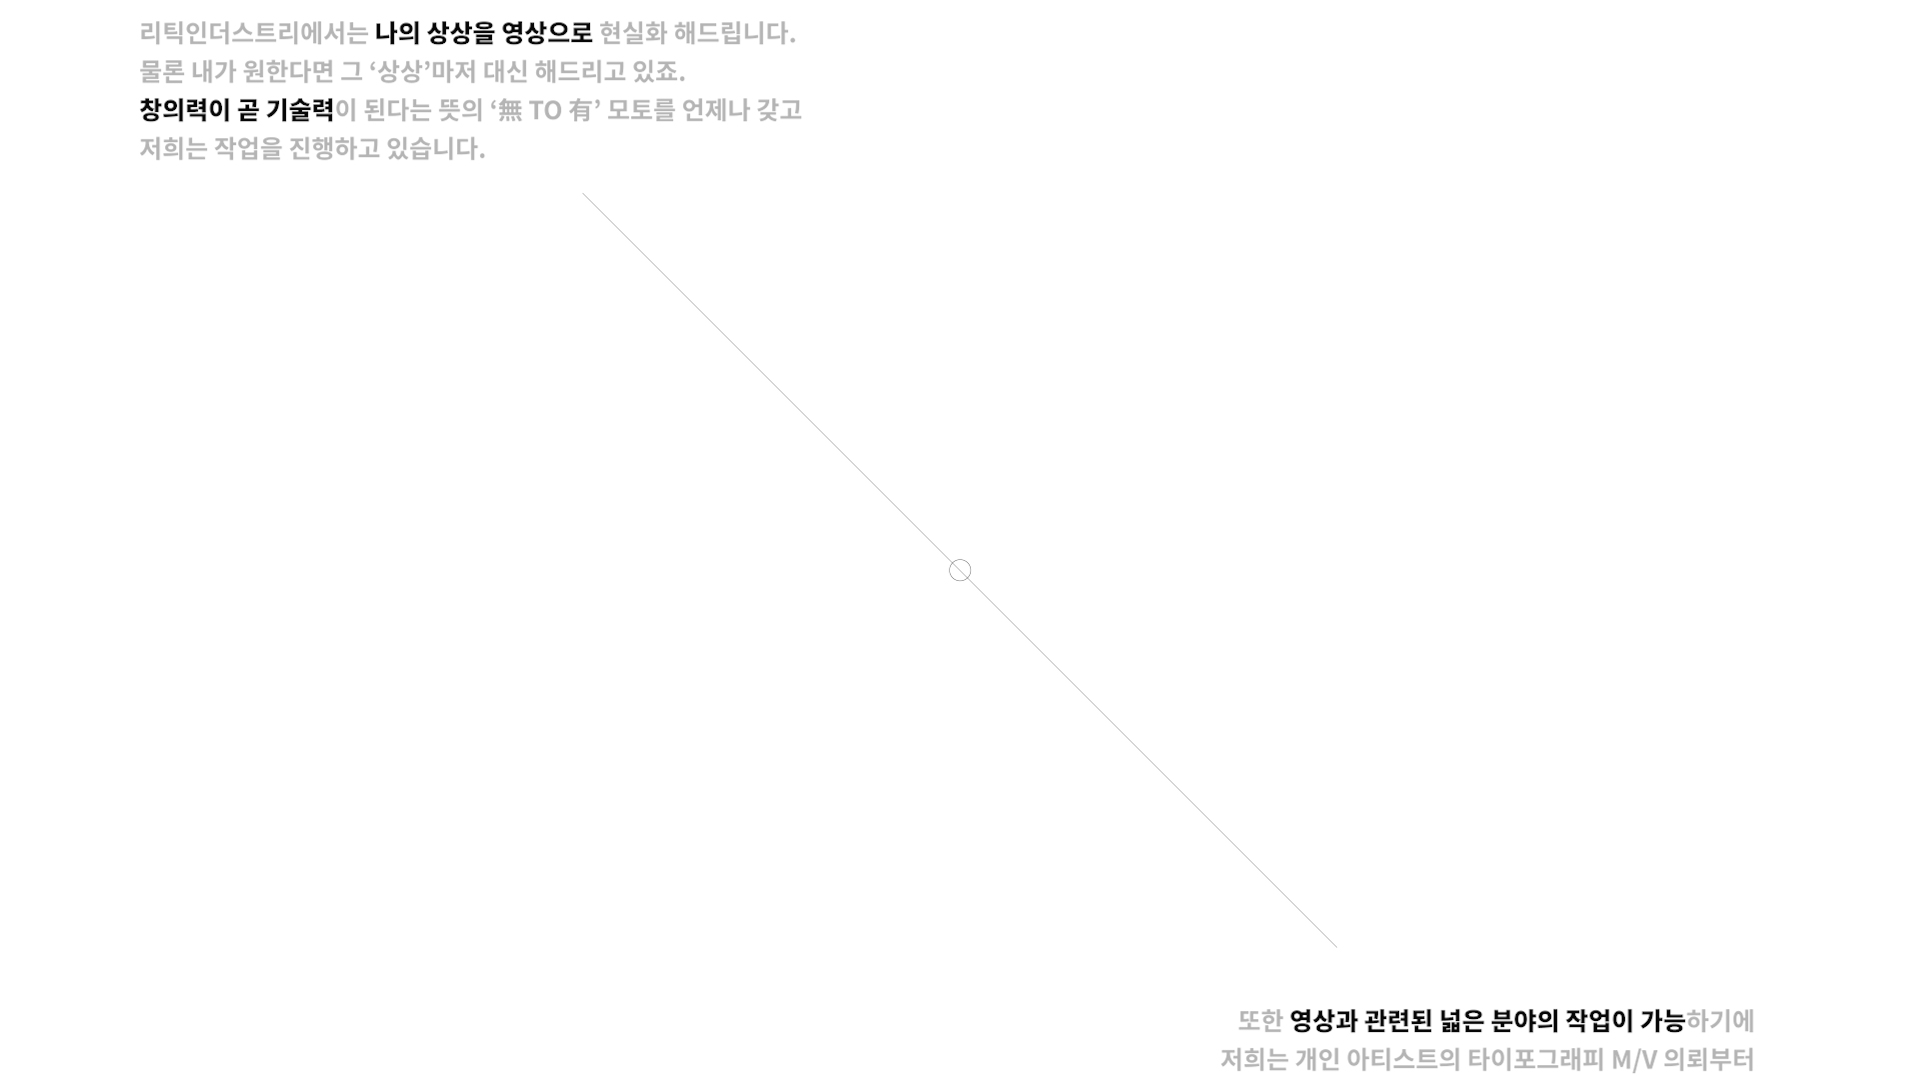 리틱인더스트리에서는 나의 상상을 영상으로 현실화 해드립니다.
물론 내가 원한다면 그 ‘상상’마저 대신 해드리고 있죠.
창의력이 곧 기술력이 된다는 뜻의 ‘無 TO 有’ 모토를 언제나 갖고
저희는 작업을 진행하고 있습니다.
또한 영상과 관련된 넓은 분야의 작업이 가능하기에
저희는 개인 아티스트의 타이포그래피 M/V 의뢰부터